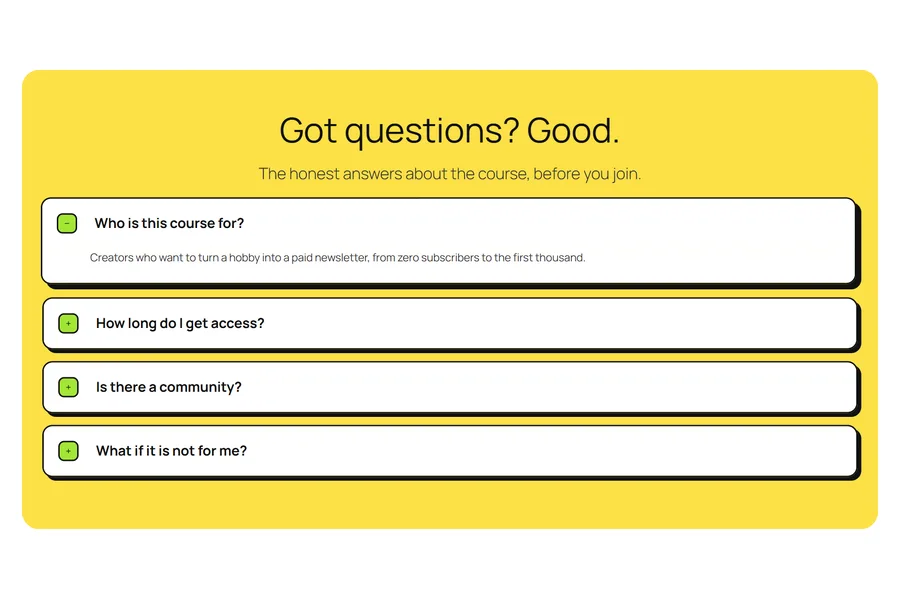 Got questions? Good.
The honest answers about the course, before you join.
− Who is this course for?
Creators who want to turn a hobby into a paid newsletter, from zero subscribers to the first thousand.
+ How long do I get access?
+ Is there a community?
+ What if it is not for me?